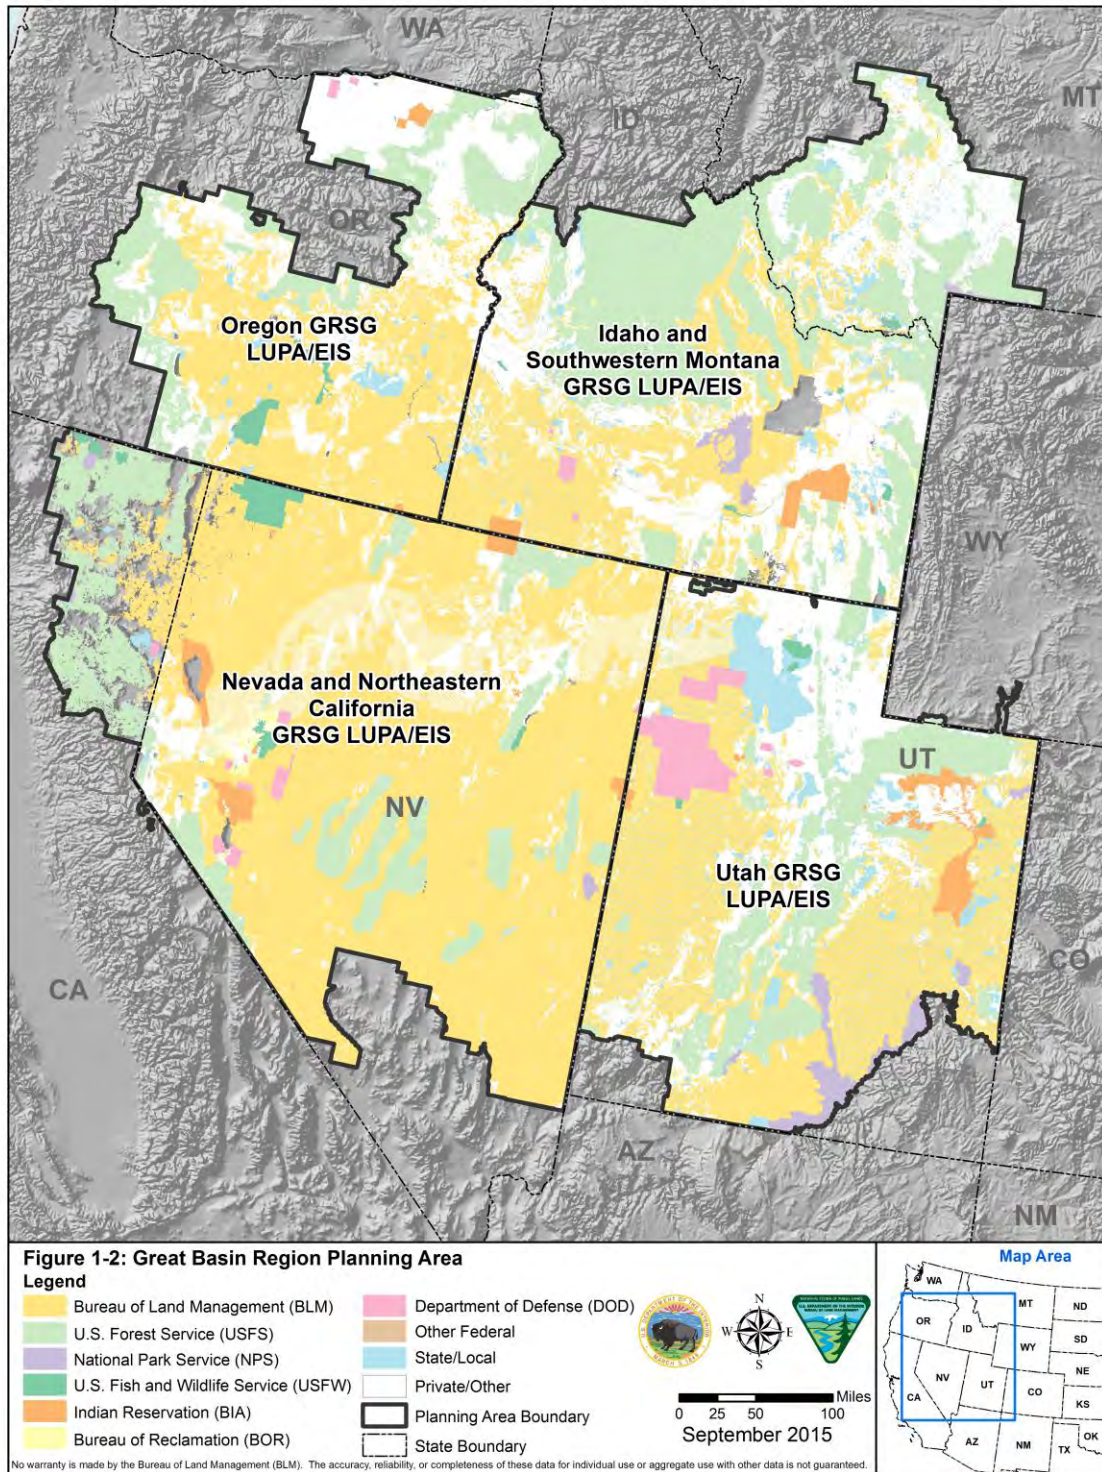 WA
MT
ID
OR
Oregon GRSG
LUPA/EIS
Idaho and
Southwestern Montana
GRSG LUPA/EIS
WY
Nevada and Northeastern
California
GRSG LUPA/EIS
NV
UT
Utah GRSG
LUPA/EIS
CA
CO
AZ
NM
Figure 1-2: Great Basin Region Planning Area
Legend
Bureau of Land Management (BLM)
U.S. Forest Service (USFS)
National Park Service (NPS)
U.S. Fish and Wildlife Service (USFW)
Indian Reservation (BIA)
Bureau of Reclamation (BOR)
Department of Defense (DOD)
Other Federal
State/Local
Private/Other
Planning Area Boundary
State Boundary
N
W E
S
Miles
0 25 50 100
September 2015
Map Area
WA
MT
ND
OR
ID
SD
WY
NE
NV
UT
CA
CO
KS
AZ
NM
OK
TX
No warranty is made by the Bureau of Land Management (BLM). The accuracy, reliability, or completeness of these data for individual use or aggregate use with other data is not guaranteed.